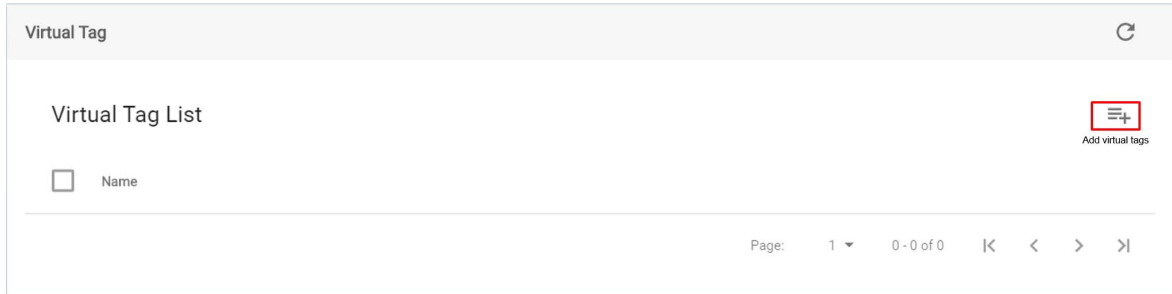 Virtual Tag
Virtual Tag List
Add virtual tags
Name
Page: 1 0 - 0 of 0